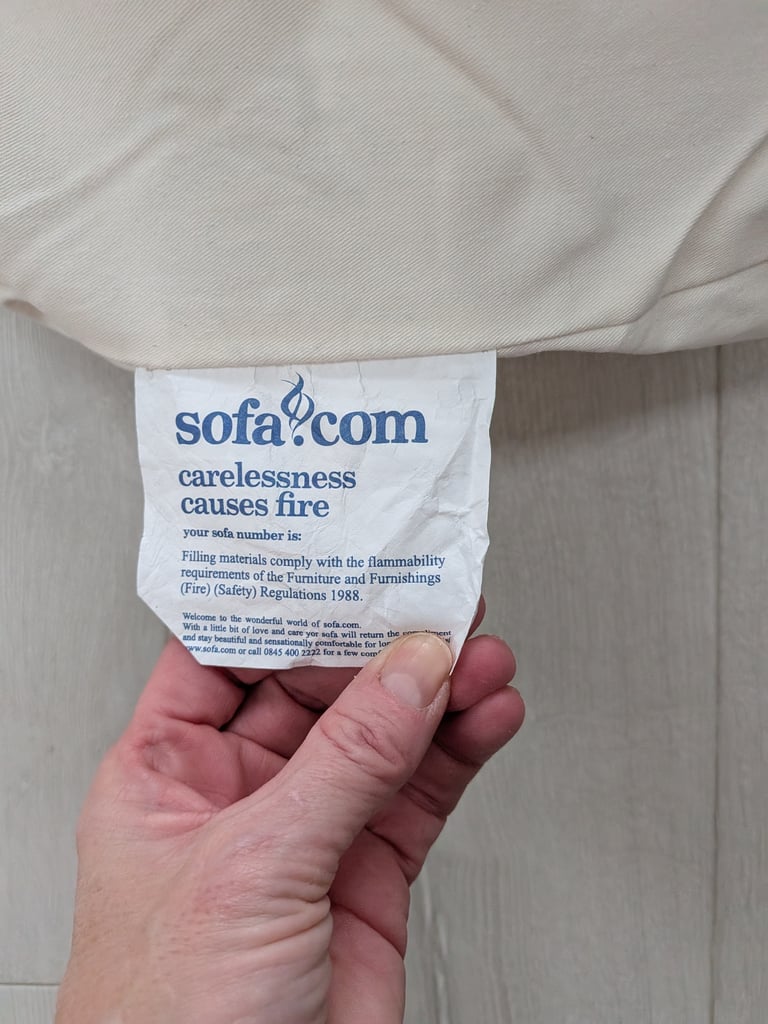 sofa.com
carelessness
causes fire
your sofa number is:
Filling materials comply with the flammability
requirements of the Furniture and Furnishings
(Fire) (Safety) Regulations 1988.
Welcome to the wonderful world of sofa.com.
With a little bit of love and care yor sofa will return the compliment
and stay beautiful and sensationally comfortable for
www.sofa.com or call 0845 400 2222 for a few